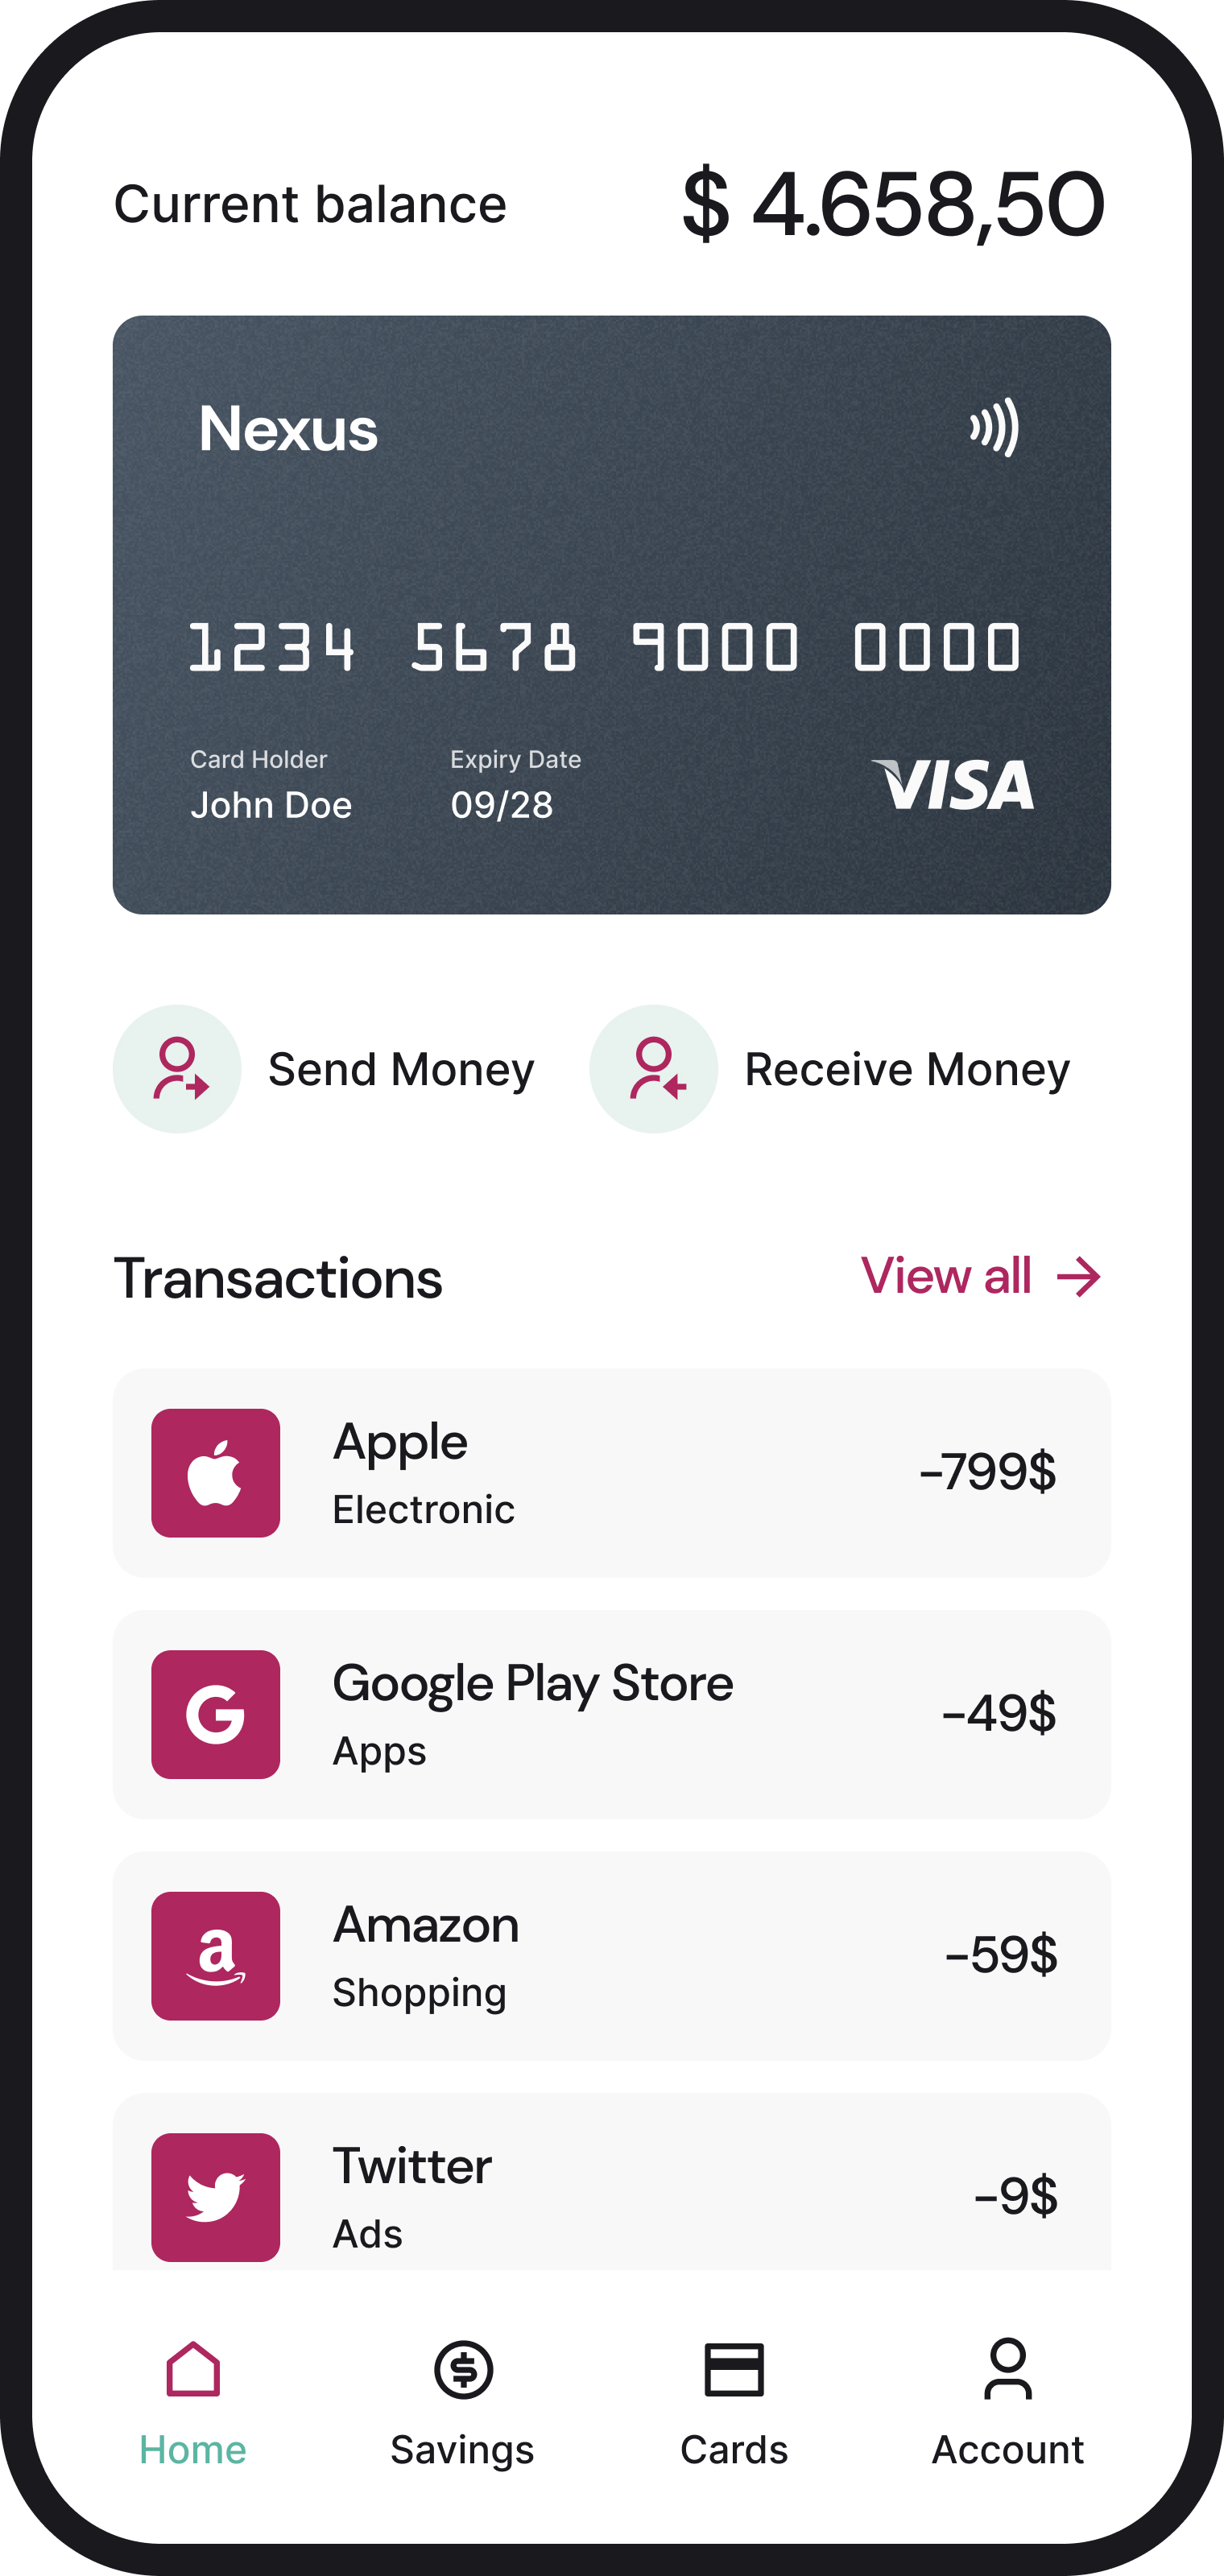 Current balance
$ 4.658,50
Nexus
1234 5678 9000 0000
Card Holder
Expiry Date
John Doe
09/28
VISA
Send Money
Receive Money
Transactions
View all
Apple
Electronic
-799$
Google Play Store
Apps
-49$
Amazon
Shopping
-59$
Twitter
Ads
-9$
Home
Savings
Cards
Account